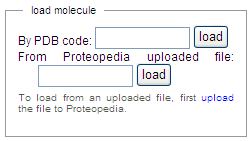 load molecule
By PDB code: load
From Proteopedia uploaded file:
load
To load from an uploaded file, first upload
the file to Proteopedia.